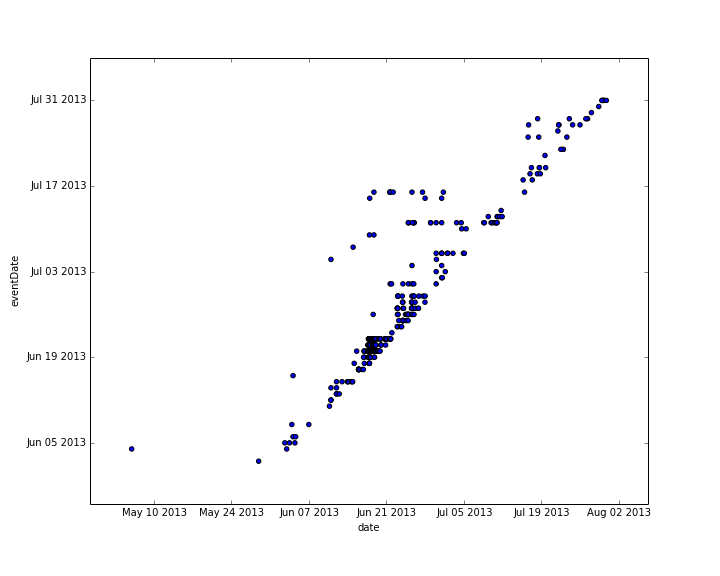 Jul 31 2013
Jul 17 2013
Jul 03 2013
Jun 19 2013
Jun 05 2013
eventDate
May 10 2013
May 24 2013
Jun 07 2013
Jun 21 2013
Jul 05 2013
Jul 19 2013
Aug 02 2013
date